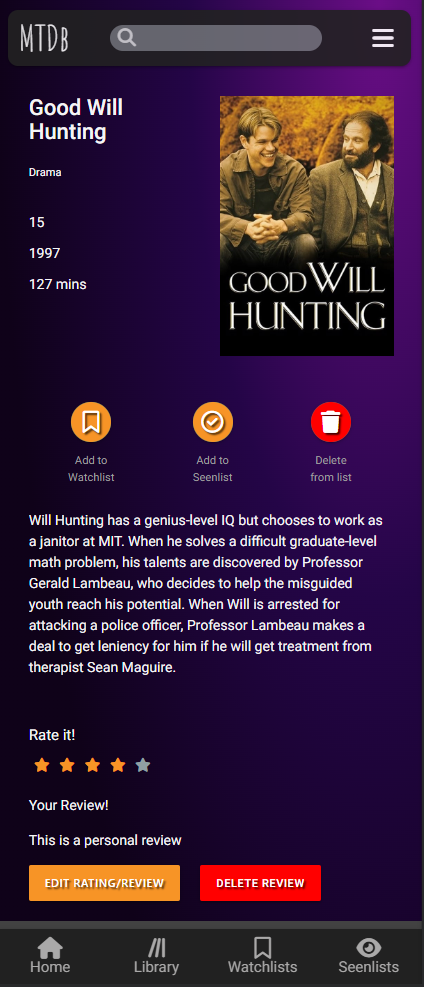 MTDb
Good Will
Hunting
Drama
15
1997
127 mins
GOOD WILL
HUNTING
Add to
Watchlist
Add to
Seenlist
Delete
from list
Will Hunting has a genius-level IQ but chooses to work as
a janitor at MIT. When he solves a difficult graduate-level
math problem, his talents are discovered by Professor
Gerald Lambeau, who decides to help the misguided
youth reach his potential. When Will is arrested for
attacking a police officer, Professor Lambeau makes a
deal to get leniency for him if he will get treatment from
therapist Sean Maguire.
Rate it!
Your Review!
This is a personal review
EDIT RATING/REVIEW
DELETE REVIEW
Home
Library
Watchlists
Seenlists